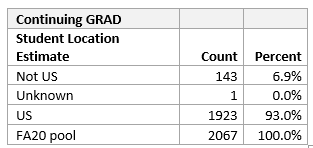 Continuing GRAD
Student Location
Estimate Count Percent
Not US 143 6.9%
Unknown 1 0.0%
US 1923 93.0%
FA20 pool 2067 100.0%